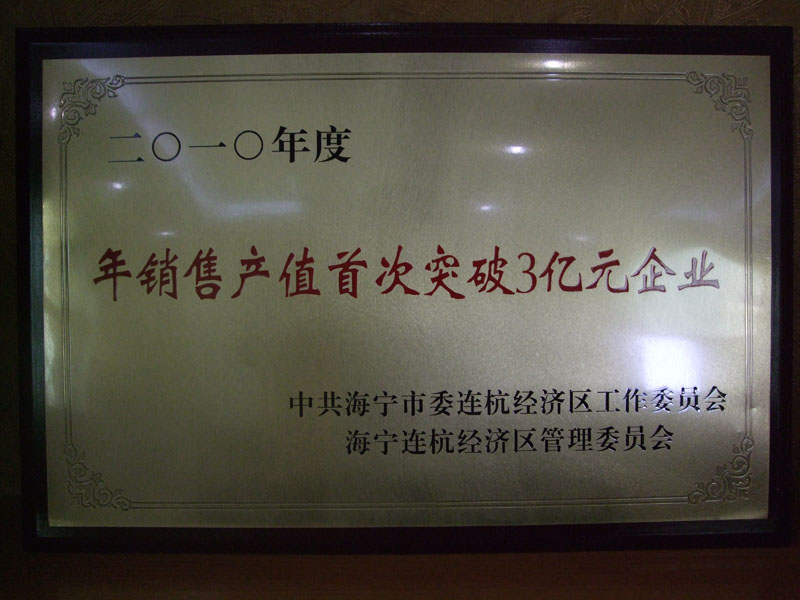 二〇一〇年度
年销售产值首次突破3亿元企业
中共海宁市委连杭经济区工作委员会
海宁连杭经济区管理委员会